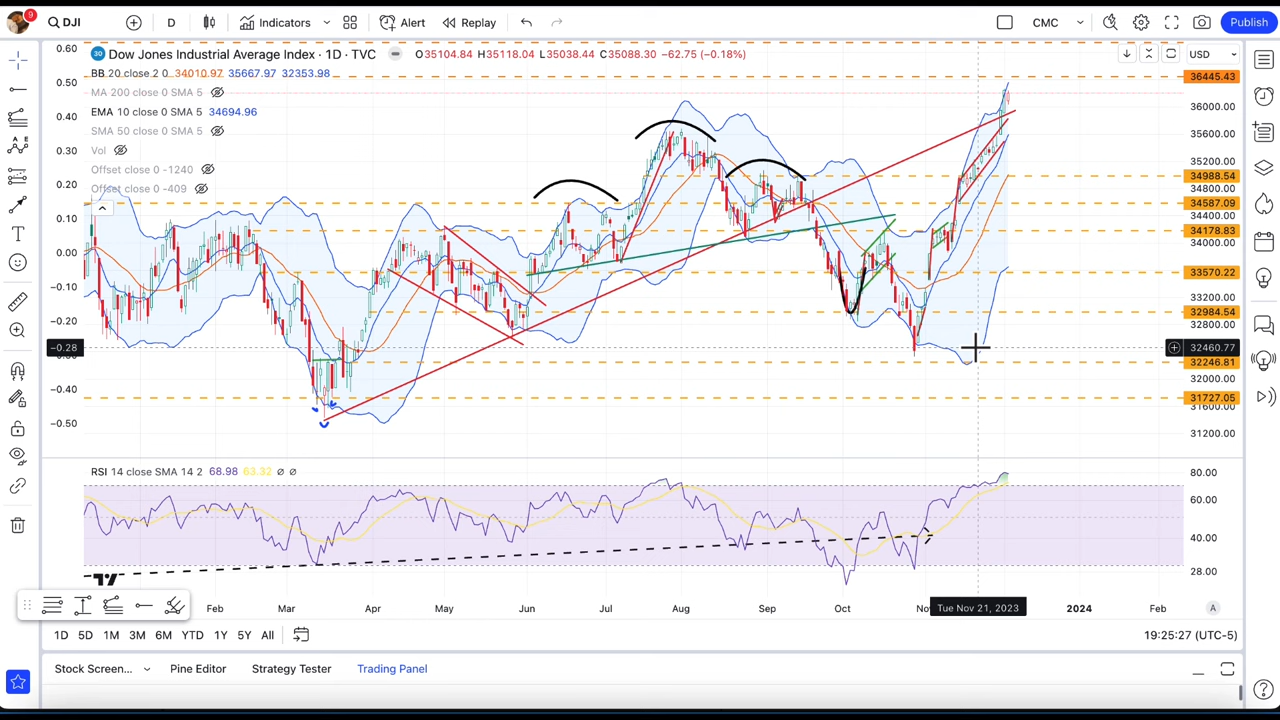 9
DJI
D
Indicators
Alert
Replay
CMC
Publish
30
Dow Jones Industrial Average Index · 1D · TVC
O35104.84 H35118.04 L35038.44 C35088.30 −62.75 (−0.18%)
USD
BB 20 close 2 0 34010.97 35667.97 32353.98
MA 200 close 0 SMA 5
EMA 10 close 0 SMA 5 34694.96
SMA 50 close 0 SMA 5
Vol
Offset close 0 -1240
Offset close 0 -409
0.60
0.50
0.40
0.30
0.20
0.10
0.00
−0.10
−0.20
−0.28
−0.40
−0.50
36445.43
36000.00
35600.00
35200.00
34988.54
34800.00
34587.09
34400.00
34178.83
34000.00
33570.22
33200.00
32984.54
32800.00
32460.77
32246.81
32000.00
31727.05
31600.00
31200.00
RSI 14 close SMA 14 2 68.98 63.32 ∅ ∅
80.00
60.00
40.00
28.00
Feb Mar Apr May Jun Jul Aug Sep Oct Tue Nov 21, 2023 2024 Feb A
1D 5D 1M 3M 6M YTD 1Y 5Y All
19:25:27 (UTC-5)
Stock Screen... Pine Editor Strategy Tester Trading Panel